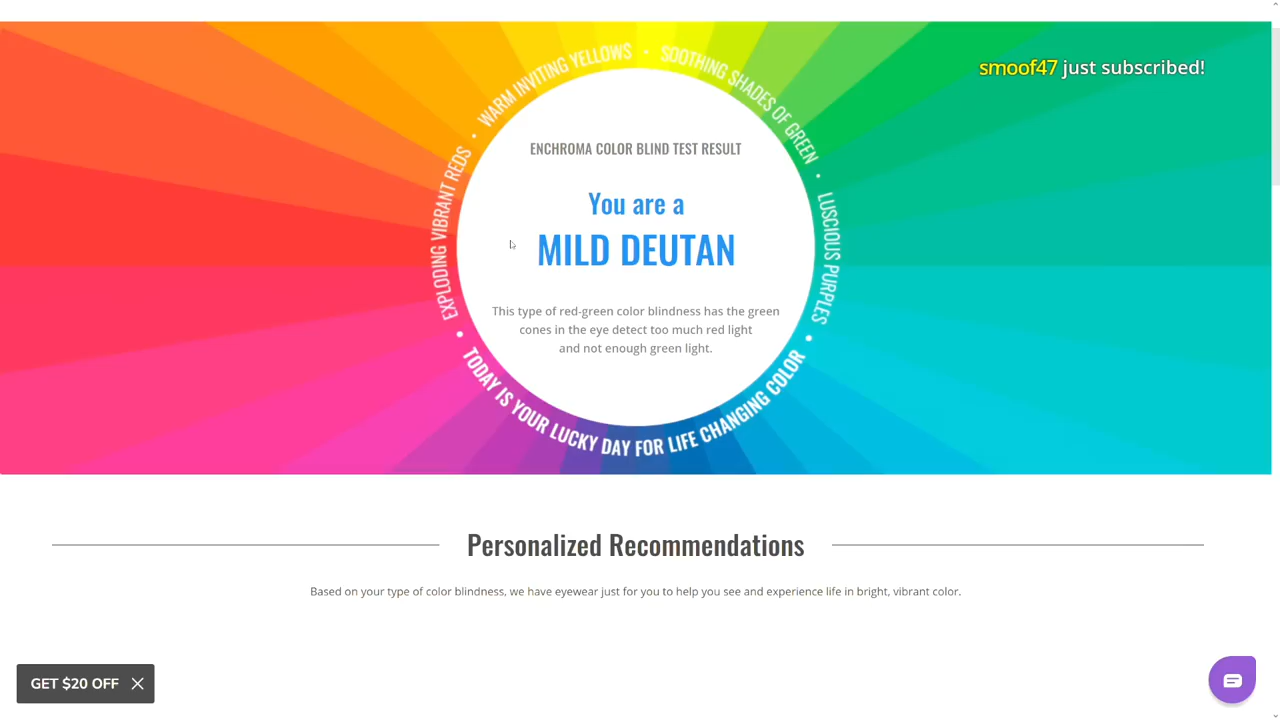 WARM INVITING YELLOWS • SOOTHING SHADES OF GREEN • LUSCIOUS PURPLES •
smoof47 just subscribed!
EXPLODING VIBRANT REDS •
ENCHROMA COLOR BLIND TEST RESULT
You are a
MILD DEUTAN
This type of red-green color blindness has the green
cones in the eye detect too much red light
and not enough green light.
• TODAY IS YOUR LUCKY DAY FOR LIFE CHANGING COLOR
Personalized Recommendations
Based on your type of color blindness, we have eyewear just for you to help you see and experience life in bright, vibrant color.
GET $20 OFF